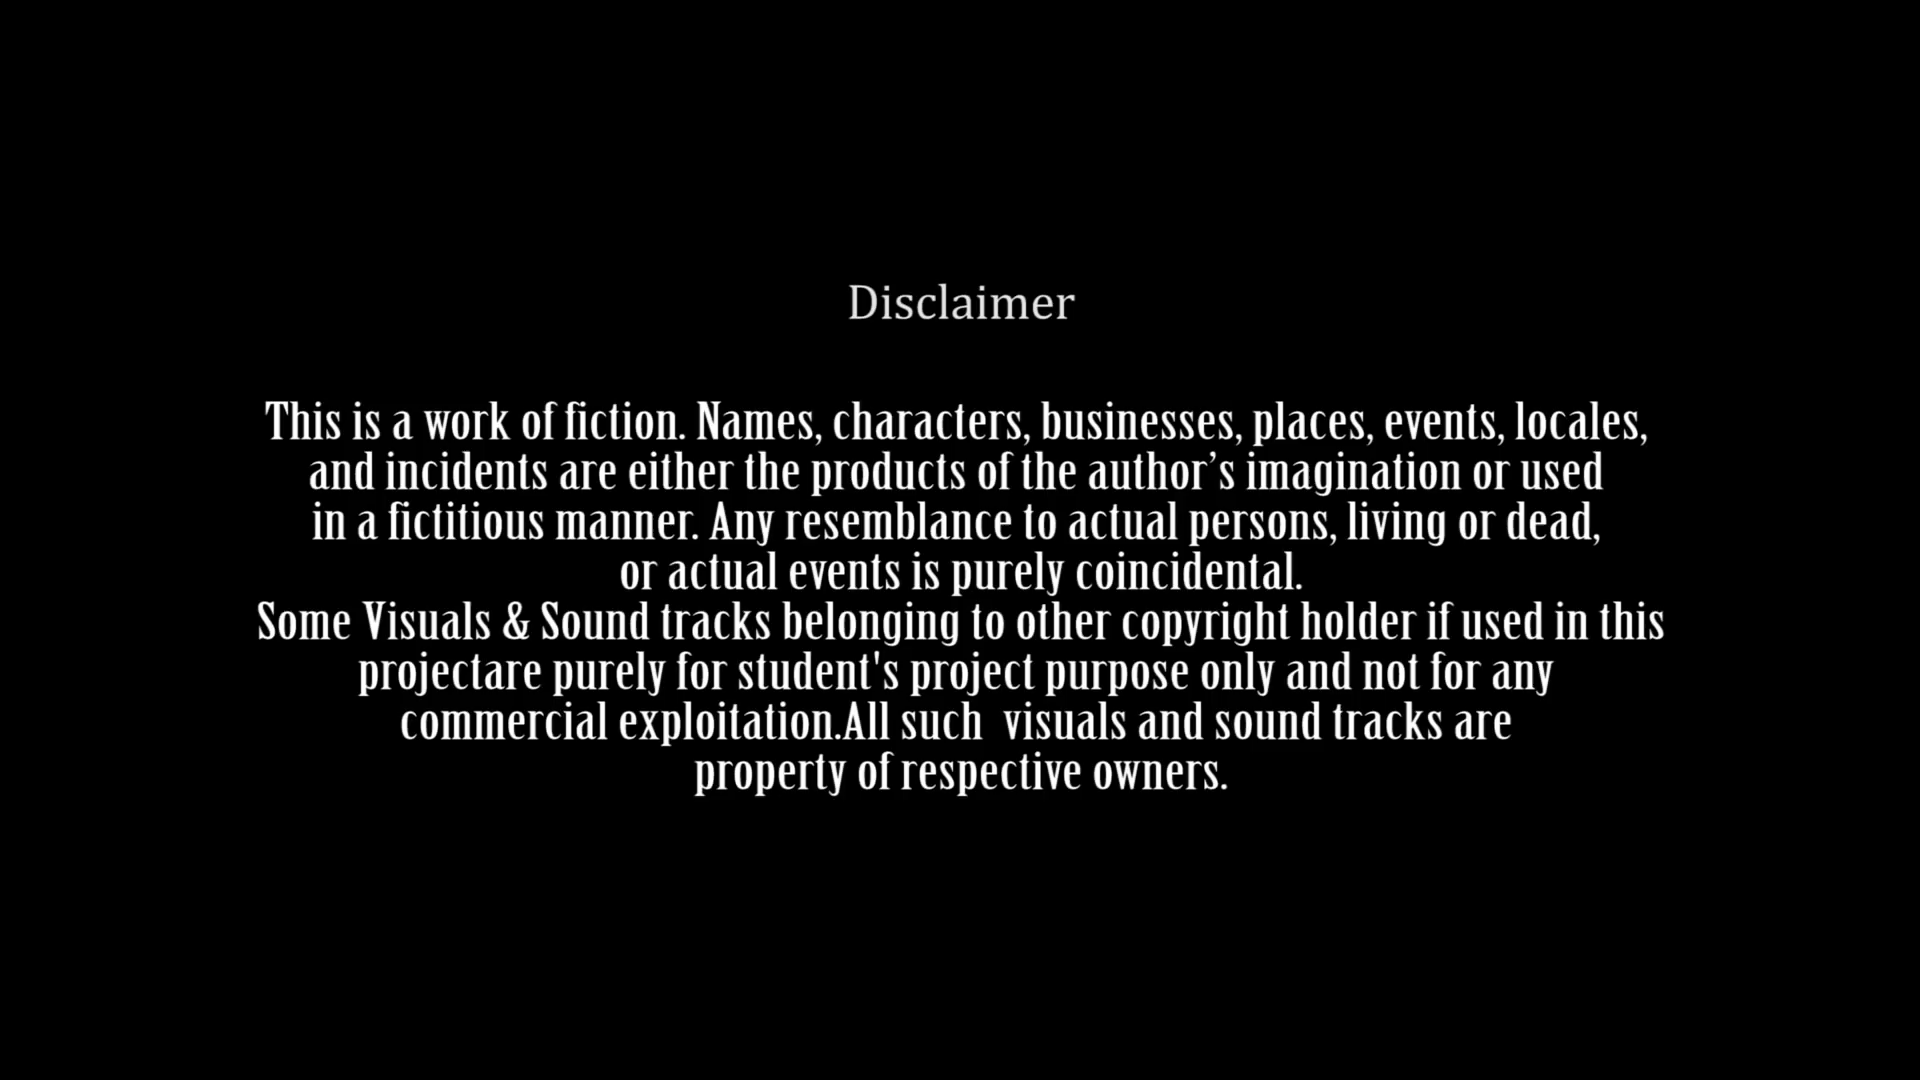 Disclaimer
This is a work of fiction. Names, characters, businesses, places, events, locales,
and incidents are either the products of the author’s imagination or used
in a fictitious manner. Any resemblance to actual persons, living or dead,
or actual events is purely coincidental.
Some Visuals & Sound tracks belonging to other copyright holder if used in this
projectare purely for student's project purpose only and not for any
commercial exploitation.All such  visuals and sound tracks are
property of respective owners.